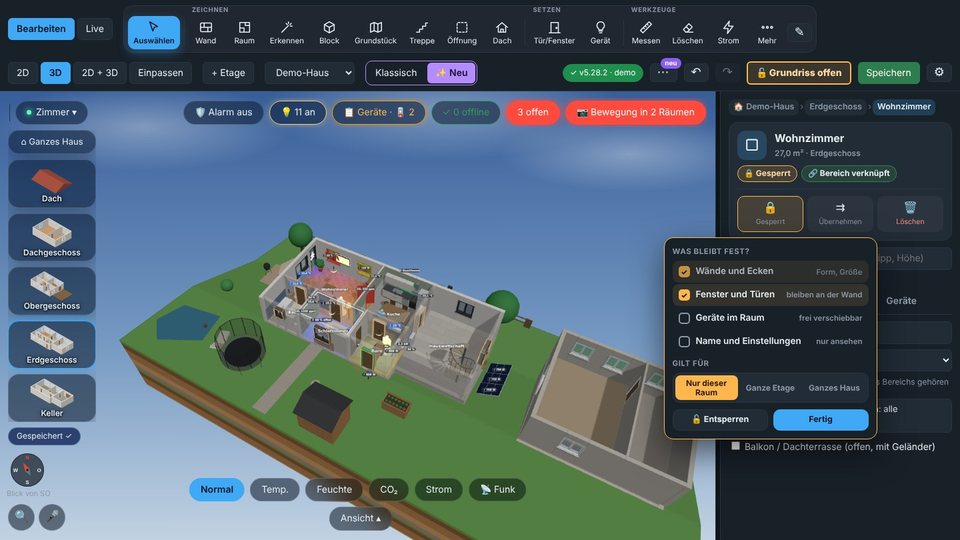 ZEICHNEN
SETZEN
WERKZEUGE
Bearbeiten
Live
Auswählen
Wand
Raum
Erkennen
Block
Grundstück
Treppe
Öffnung
Dach
Tür/Fenster
Gerät
Messen
Löschen
Strom
Mehr
2D
3D
2D + 3D
Einpassen
+ Etage
Demo-Haus
Klassisch
Neu
✓ v5.28.2 · demo
neu
Grundriss offen
Speichern
Zimmer ▾
Alarm aus
11 an
Geräte · 2
✓ 0 offline
3 offen
Bewegung in 2 Räumen
Demo-Haus › Erdgeschoss › Wohnzimmer
Ganzes Haus
Wohnzimmer
27,0 m² · Erdgeschoss
Gesperrt
Bereich verknüpft
Gesperrt
Übernehmen
Löschen
Dach
Dachgeschoss
Obergeschoss
Erdgeschoss
Keller
WAS BLEIBT FEST?
Wände und Ecken
Form, Größe
Fenster und Türen
bleiben an der Wand
Geräte im Raum
frei verschiebbar
Name und Einstellungen
nur ansehen
GILT FÜR
Nur dieser
Raum
Ganze Etage
Ganzes Haus
Entsperren
Fertig
ipp, Höhe)
Geräte
s Bereichs gehören
: alle
Balkon / Dachterrasse (offen, mit Geländer)
Küche
Gespeichert ✓
N
W
O
S
Blick von SO
Normal
Temp.
Feuchte
CO₂
Strom
Funk
Ansicht ▴